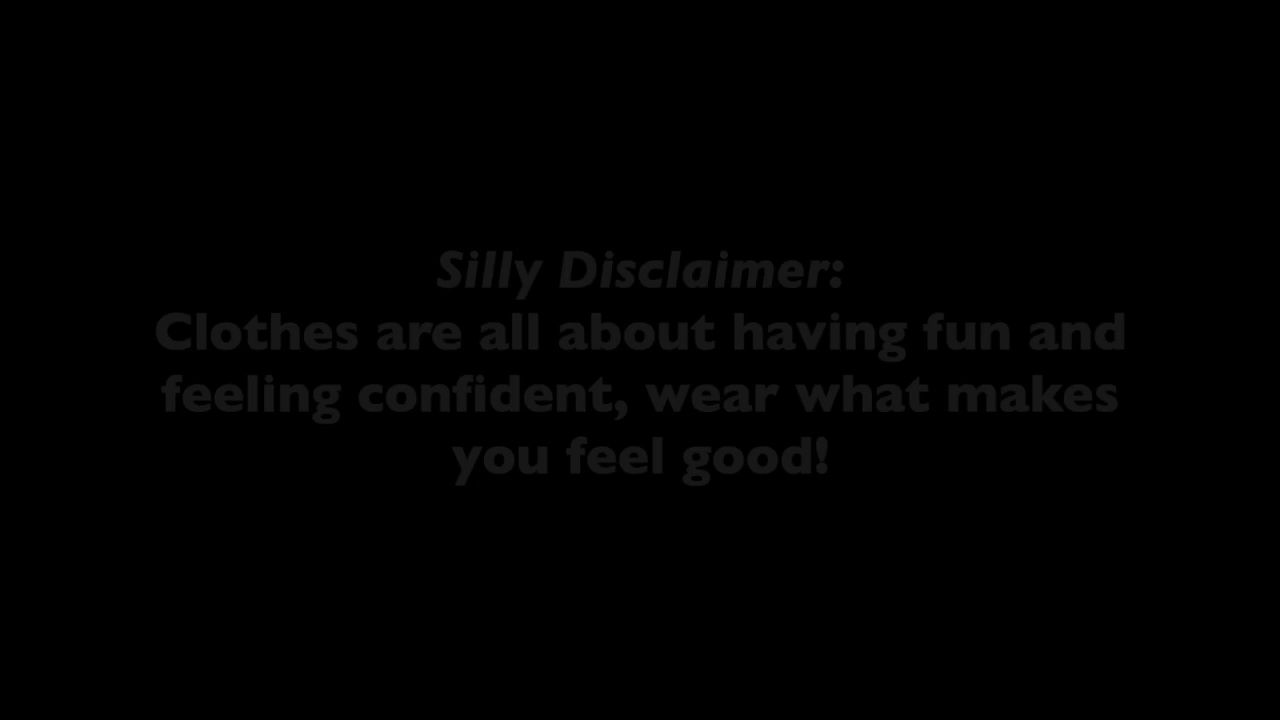 Silly Disclaimer:
Clothes are all about having fun and
feeling confident, wear what makes
you feel good!